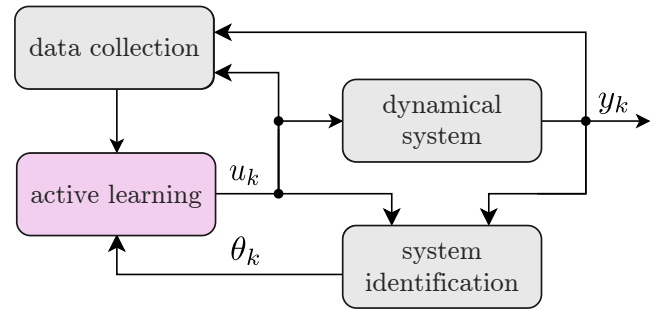 data collection
dynamical
system
y_k
active learning
u_k
θ_k
system
identification